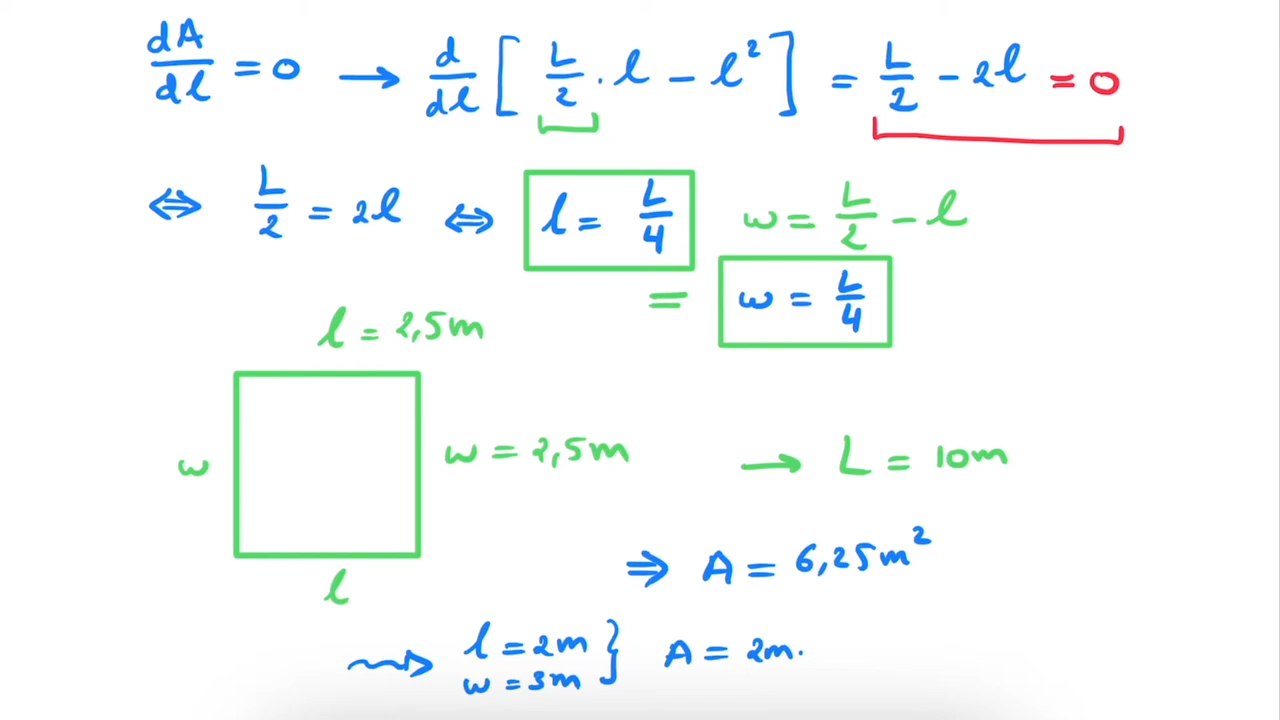 dA/dl = 0 → d/dl [ L/2 · l − l² ] = L/2 − 2l = 0
⇔ L/2 = 2l ⇔ l = L/4 w = L/2 − l
= w = L/4
l = 2,5m
w w = 2,5m → L = 10m
⇒ A = 6,25m²
l
⇝ l = 2m } A = 2m·
w = 3m